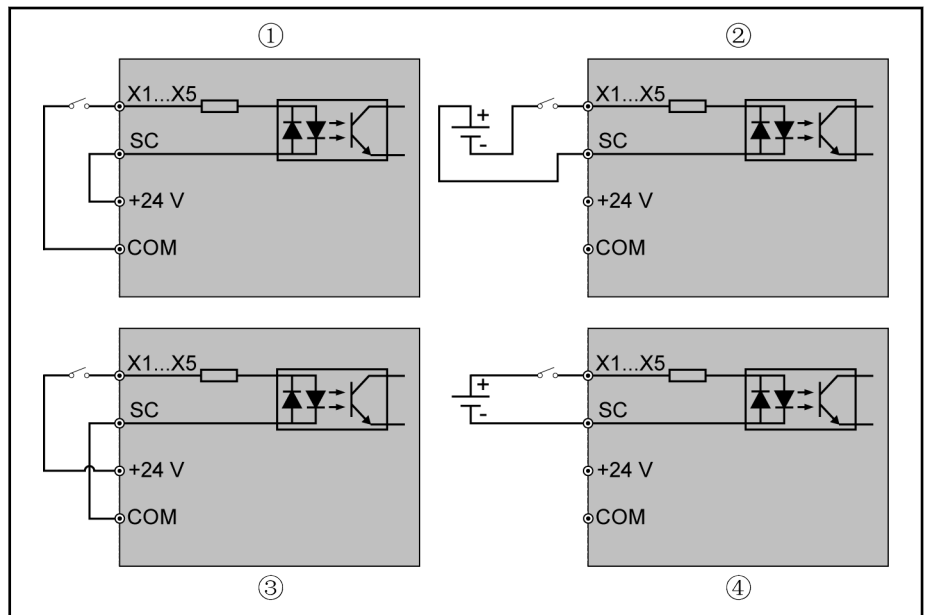 ①
X1...X5
SC
+24 V
COM
②
+
-
X1...X5
SC
+24 V
COM
X1...X5
SC
+24 V
COM
③
+
-
X1...X5
SC
+24 V
COM
④